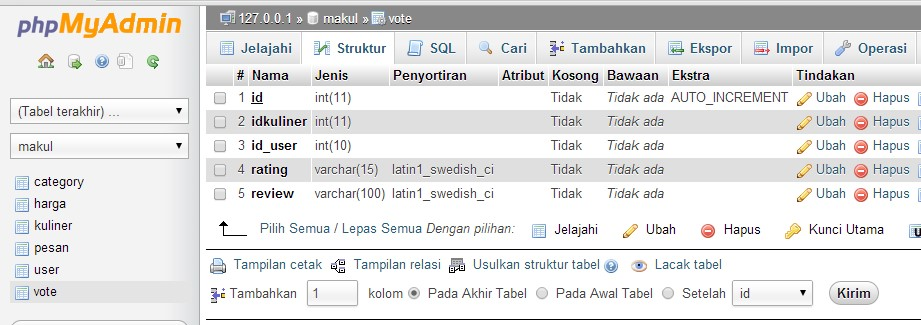 phpMyAdmin
(Tabel terakhir) ...
makul
category
harga
kuliner
pesan
user
vote
127.0.0.1 » makul » vote
Jelajahi Struktur SQL Cari Tambahkan Ekspor Impor Operasi
# Nama Jenis Penyortiran Atribut Kosong Bawaan Ekstra Tindakan
1 id int(11) Tidak Tidak ada AUTO_INCREMENT Ubah Hapus
2 idkuliner int(11) Tidak Tidak ada Ubah Hapus
3 id_user int(10) Tidak Tidak ada Ubah Hapus
4 rating varchar(15) latin1_swedish_ci Tidak Tidak ada Ubah Hapus
5 review varchar(100) latin1_swedish_ci Tidak Tidak ada Ubah Hapus
Pilih Semua / Lepas Semua Dengan pilihan: Jelajahi Ubah Hapus Kunci Utama
Tampilan cetak Tampilan relasi Usulkan struktur tabel Lacak tabel
Tambahkan 1 kolom Pada Akhir Tabel Pada Awal Tabel Setelah id Kirim